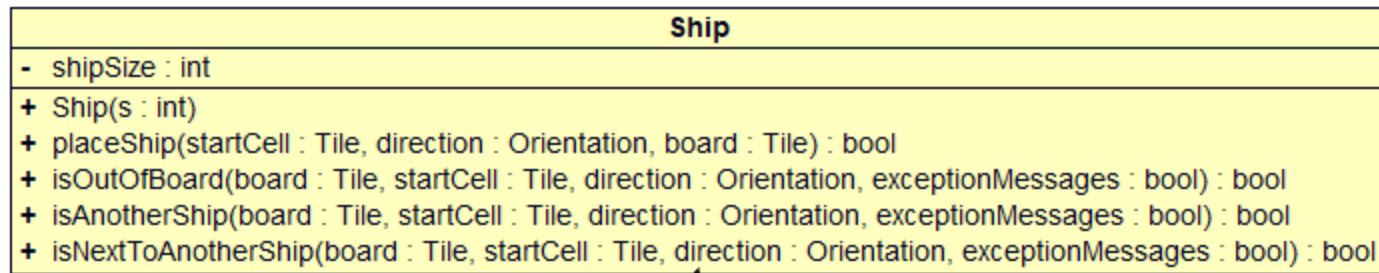 Ship
- shipSize : int
+ Ship(s : int)
+ placeShip(startCell : Tile, direction : Orientation, board : Tile) : bool
+ isOutOfBoard(board : Tile, startCell : Tile, direction : Orientation, exceptionMessages : bool) : bool
+ isAnotherShip(board : Tile, startCell : Tile, direction : Orientation, exceptionMessages : bool) : bool
+ isNextToAnotherShip(board : Tile, startCell : Tile, direction : Orientation, exceptionMessages : bool) : bool